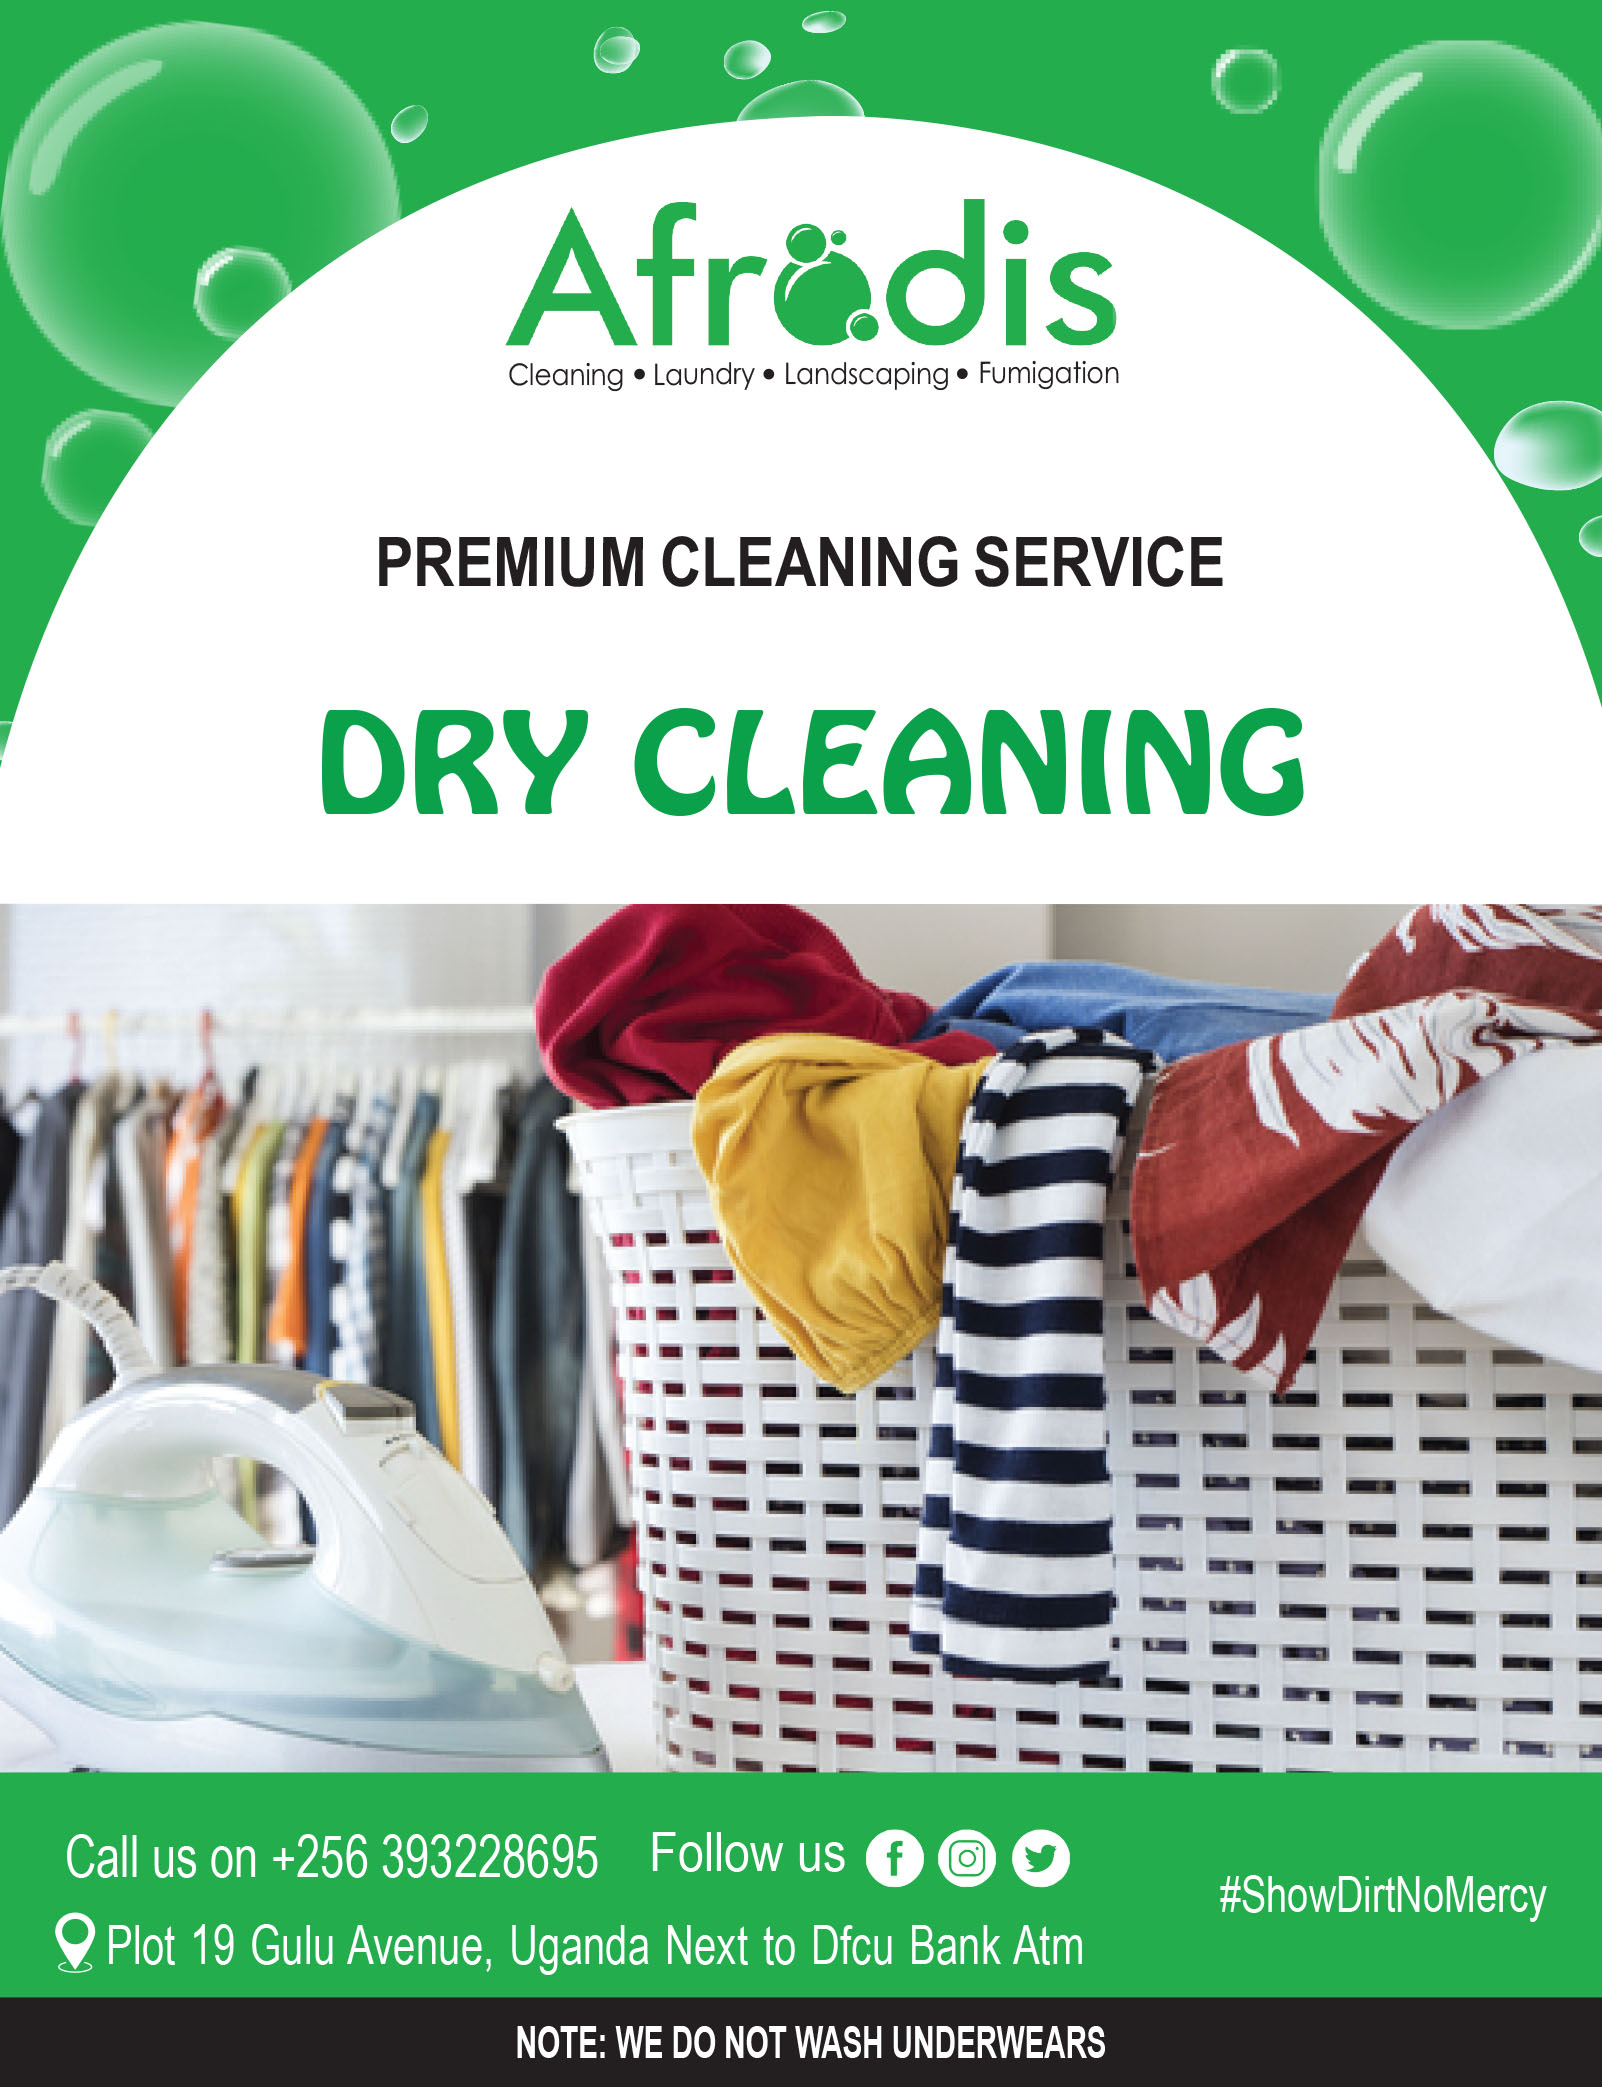 Afrodis
Cleaning • Laundry • Landscaping • Fumigation
PREMIUM CLEANING SERVICE
DRY CLEANING
Call us on +256 393228695
Follow us
#ShowDirtNoMercy
Plot 19 Gulu Avenue, Uganda Next to Dfcu Bank Atm
NOTE: WE DO NOT WASH UNDERWEARS